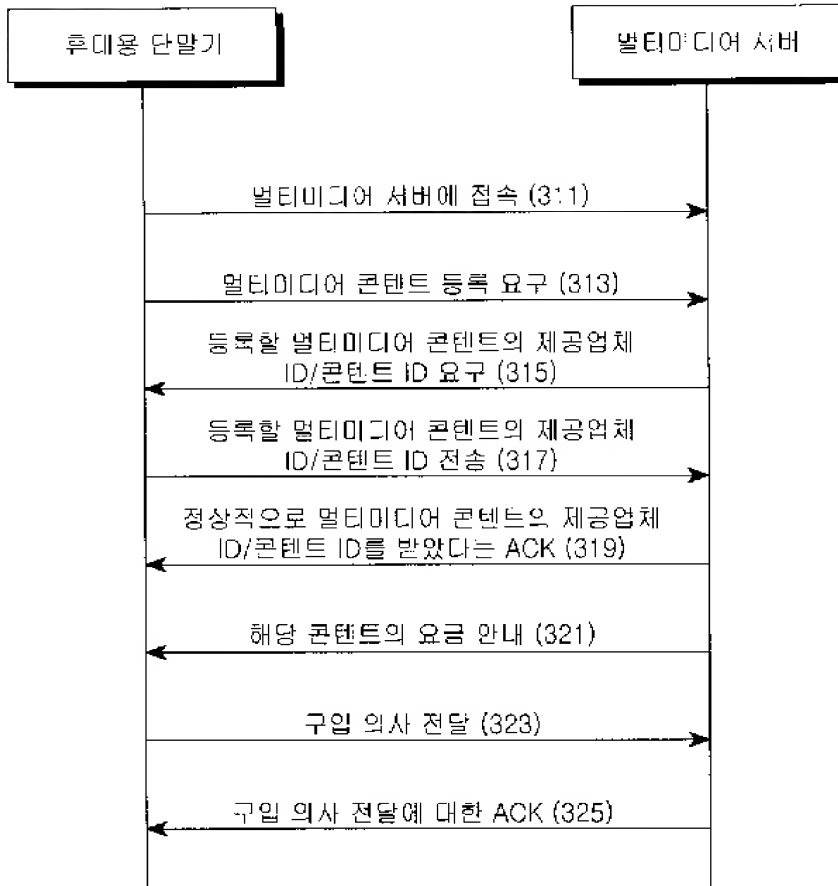 휴대용 단말기
멀티미디어 서버
멀티미디어 서버에 접속 (311)
멀티미디어 콘텐트 등록 요구 (313)
등록할 멀티미디어 콘텐트의 제공업체
ID/콘텐트 ID 요구 (315)
등록할 멀티미디어 콘텐트의 제공업체
ID/콘텐트 ID 전송 (317)
정상적으로 멀티미디어 콘텐트의 제공업체
ID/콘텐트 ID를 받았다는 ACK (319)
해당 콘텐트의 요금 안내 (321)
구입 의사 전달 (323)
구입 의사 전달에 대한 ACK (325)